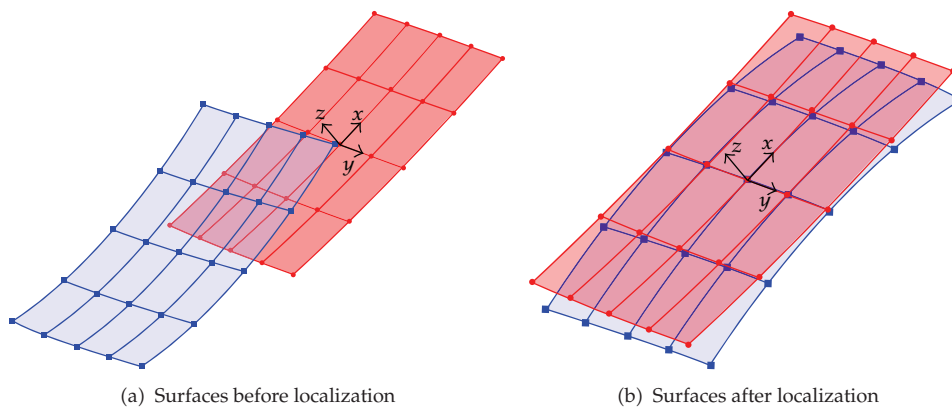 z
x
y
z
x
y
(a) Surfaces before localization
(b) Surfaces after localization